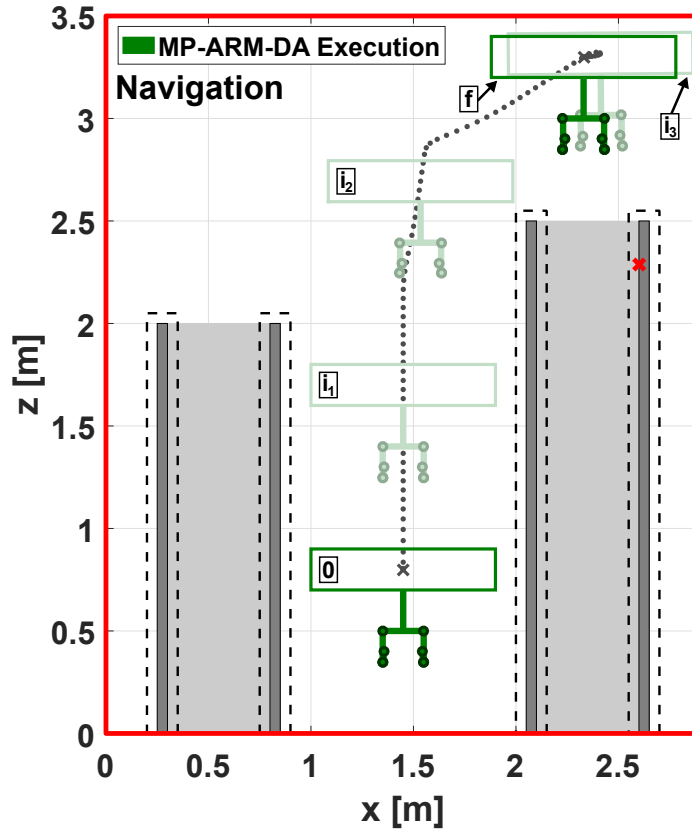 3.5
MP-ARM-DA Execution
Navigation
f
i3
3
i2
2.5
2
i1
1.5
1
0
0.5
0
z [m]
0 0.5 1 1.5 2 2.5
x [m]